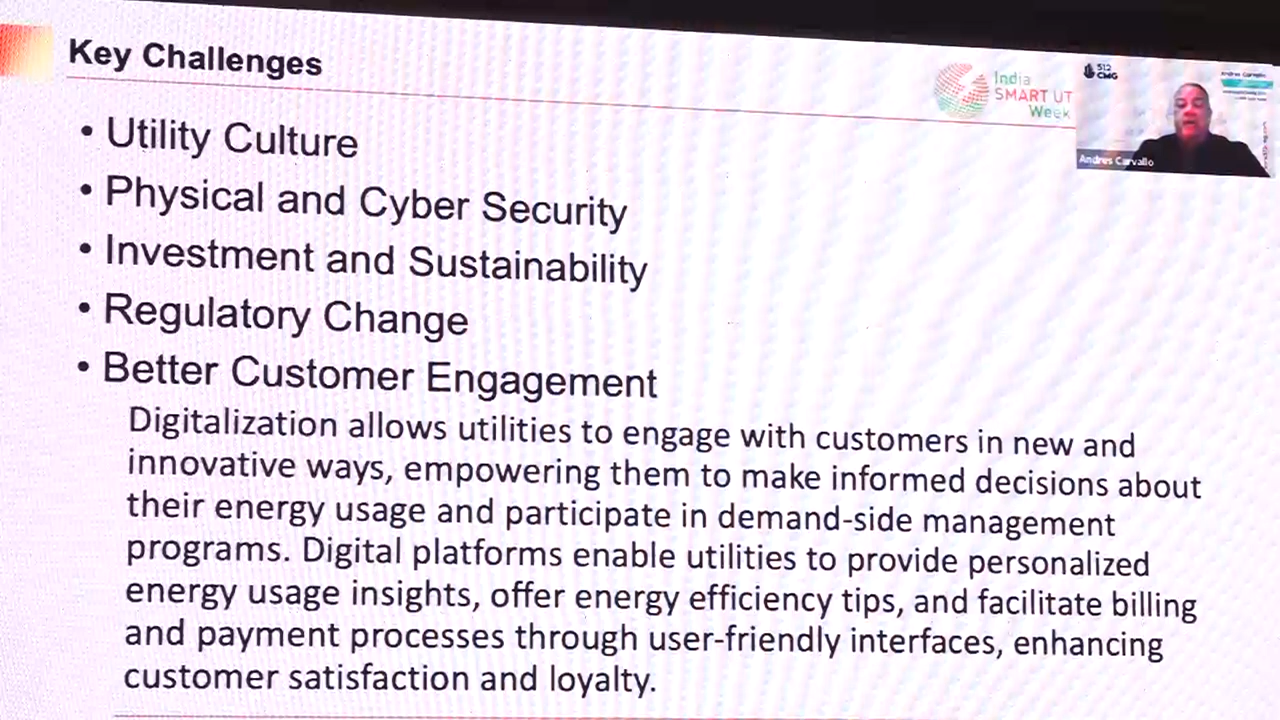 Key Challenges
India
SMART UT
Week
512
CMG
Andres Carvallo
Andres Carvallo
• Utility Culture
• Physical and Cyber Security
• Investment and Sustainability
• Regulatory Change
• Better Customer Engagement
Digitalization allows utilities to engage with customers in new and
innovative ways, empowering them to make informed decisions about
their energy usage and participate in demand-side management
programs. Digital platforms enable utilities to provide personalized
energy usage insights, offer energy efficiency tips, and facilitate billing
and payment processes through user-friendly interfaces, enhancing
customer satisfaction and loyalty.